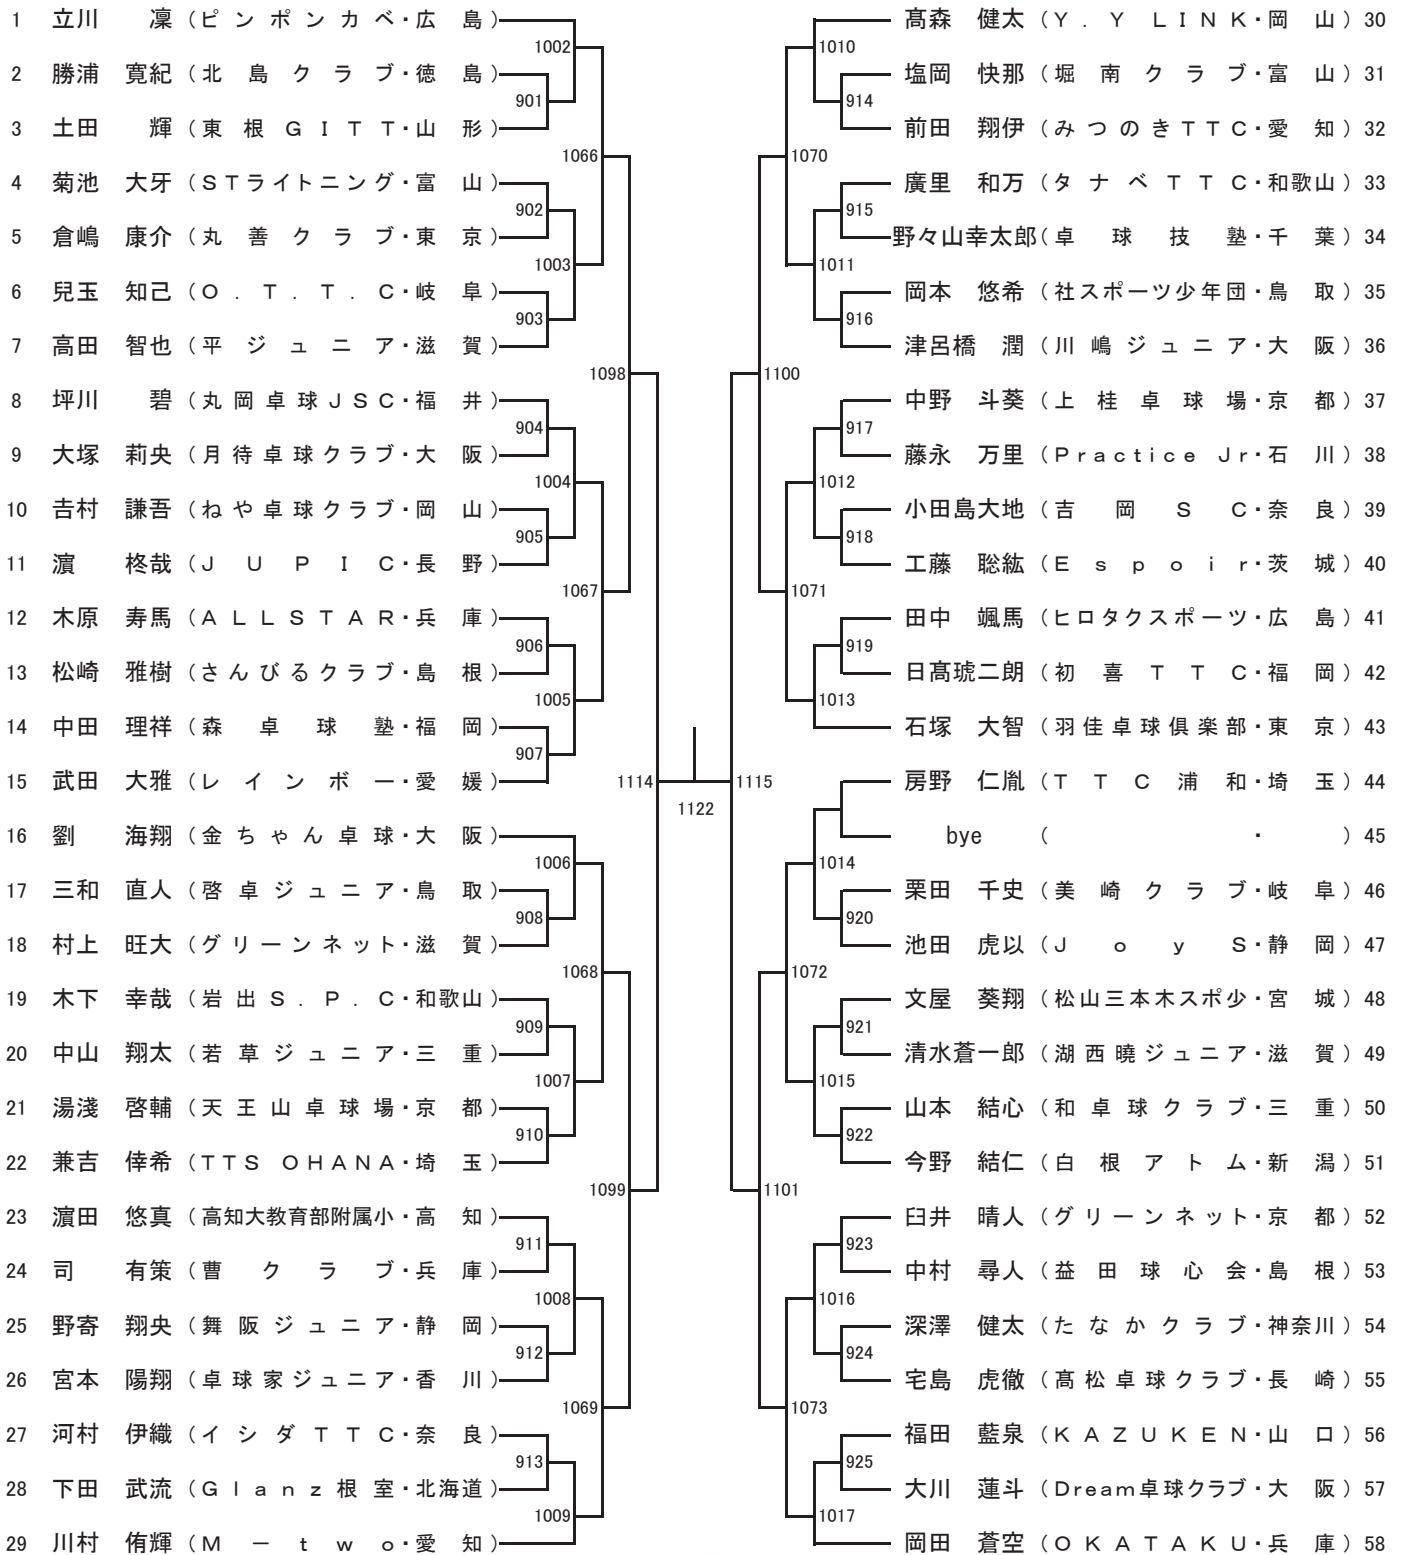 1 立川 凜 (ピンポンカベ・広島)
2 勝浦 寛紀 (北島クラブ・徳島)
3 土田 輝 (東根GITT・山形)
4 菊池 大牙 (STライトニング・富山)
5 倉嶋 康介 (丸善クラブ・東京)
6 兒玉 知己 (O.T.T.C・岐阜)
7 高田 智也 (平ジュニア・滋賀)
8 坪川 碧 (丸岡卓球JSC・福井)
9 大塚 莉央 (月待卓球クラブ・大阪)
10 𠮷村 謙吾 (ねや卓球クラブ・岡山)
11 濵 柊哉 (JUPIC・長野)
12 木原 寿馬 (ALLSTAR・兵庫)
13 松崎 雅樹 (さんびるクラブ・島根)
14 中田 理祥 (森卓球塾・福岡)
15 武田 大雅 (レインボー・愛媛)
16 劉 海翔 (金ちゃん卓球・大阪)
17 三和 直人 (啓卓ジュニア・鳥取)
18 村上 旺大 (グリーンネット・滋賀)
19 木下 幸哉 (岩出S.P.C・和歌山)
20 中山 翔太 (若草ジュニア・三重)
21 湯淺 啓輔 (天王山卓球場・京都)
22 兼吉 倖希 (TTS OHANA・埼玉)
23 濵田 悠真 (高知大教育部附属小・高知)
24 司 有策 (曹クラブ・兵庫)
25 野寄 翔央 (舞阪ジュニア・静岡)
26 宮本 陽翔 (卓球家ジュニア・香川)
27 河村 伊織 (イシダTTC・奈良)
28 下田 武流 (Glanz根室・北海道)
29 川村 侑輝 (M-two・愛知)
1002
901
1066
902
1003
903
1098
904
1004
905
1067
906
1005
907
1114
1006
908
1068
909
1007
910
1099
911
1008
912
1069
913
1009
1122
1115
1010
914
1070
915
1011
916
1100
917
1012
918
1071
919
1013
1014
920
1072
921
1015
922
1101
923
1016
924
1073
925
1017
髙森 健太 (Y.Y LINK・岡山) 30
塩岡 快那 (堀南クラブ・富山) 31
前田 翔伊 (みつのきTTC・愛知) 32
廣里 和万 (タナベTTC・和歌山) 33
野々山幸太郎 (卓球技塾・千葉) 34
岡本 悠希 (社スポーツ少年団・鳥取) 35
津呂橋 潤 (川嶋ジュニア・大阪) 36
中野 斗葵 (上桂卓球場・京都) 37
藤永 万里 (Practice Jr・石川) 38
小田島大地 (吉岡SC・奈良) 39
工藤 聡紘 (Espoir・茨城) 40
田中 颯馬 (ヒロタクスポーツ・広島) 41
日髙琥二朗 (初喜TTC・福岡) 42
石塚 大智 (羽佳卓球俱楽部・東京) 43
房野 仁胤 (TTC浦和・埼玉) 44
bye ( ・ ) 45
栗田 千史 (美崎クラブ・岐阜) 46
池田 虎以 (JoyS・静岡) 47
文屋 葵翔 (松山三本木スポ少・宮城) 48
清水蒼一郎 (湖西曉ジュニア・滋賀) 49
山本 結心 (和卓球クラブ・三重) 50
今野 結仁 (白根アトム・新潟) 51
臼井 晴人 (グリーンネット・京都) 52
中村 尋人 (益田球心会・島根) 53
深澤 健太 (たなかクラブ・神奈川) 54
宅島 虎徹 (髙松卓球クラブ・長崎) 55
福田 藍泉 (KAZUKEN・山口) 56
大川 蓮斗 (Dream卓球クラブ・大阪) 57
岡田 蒼空 (OKATAKU・兵庫) 58